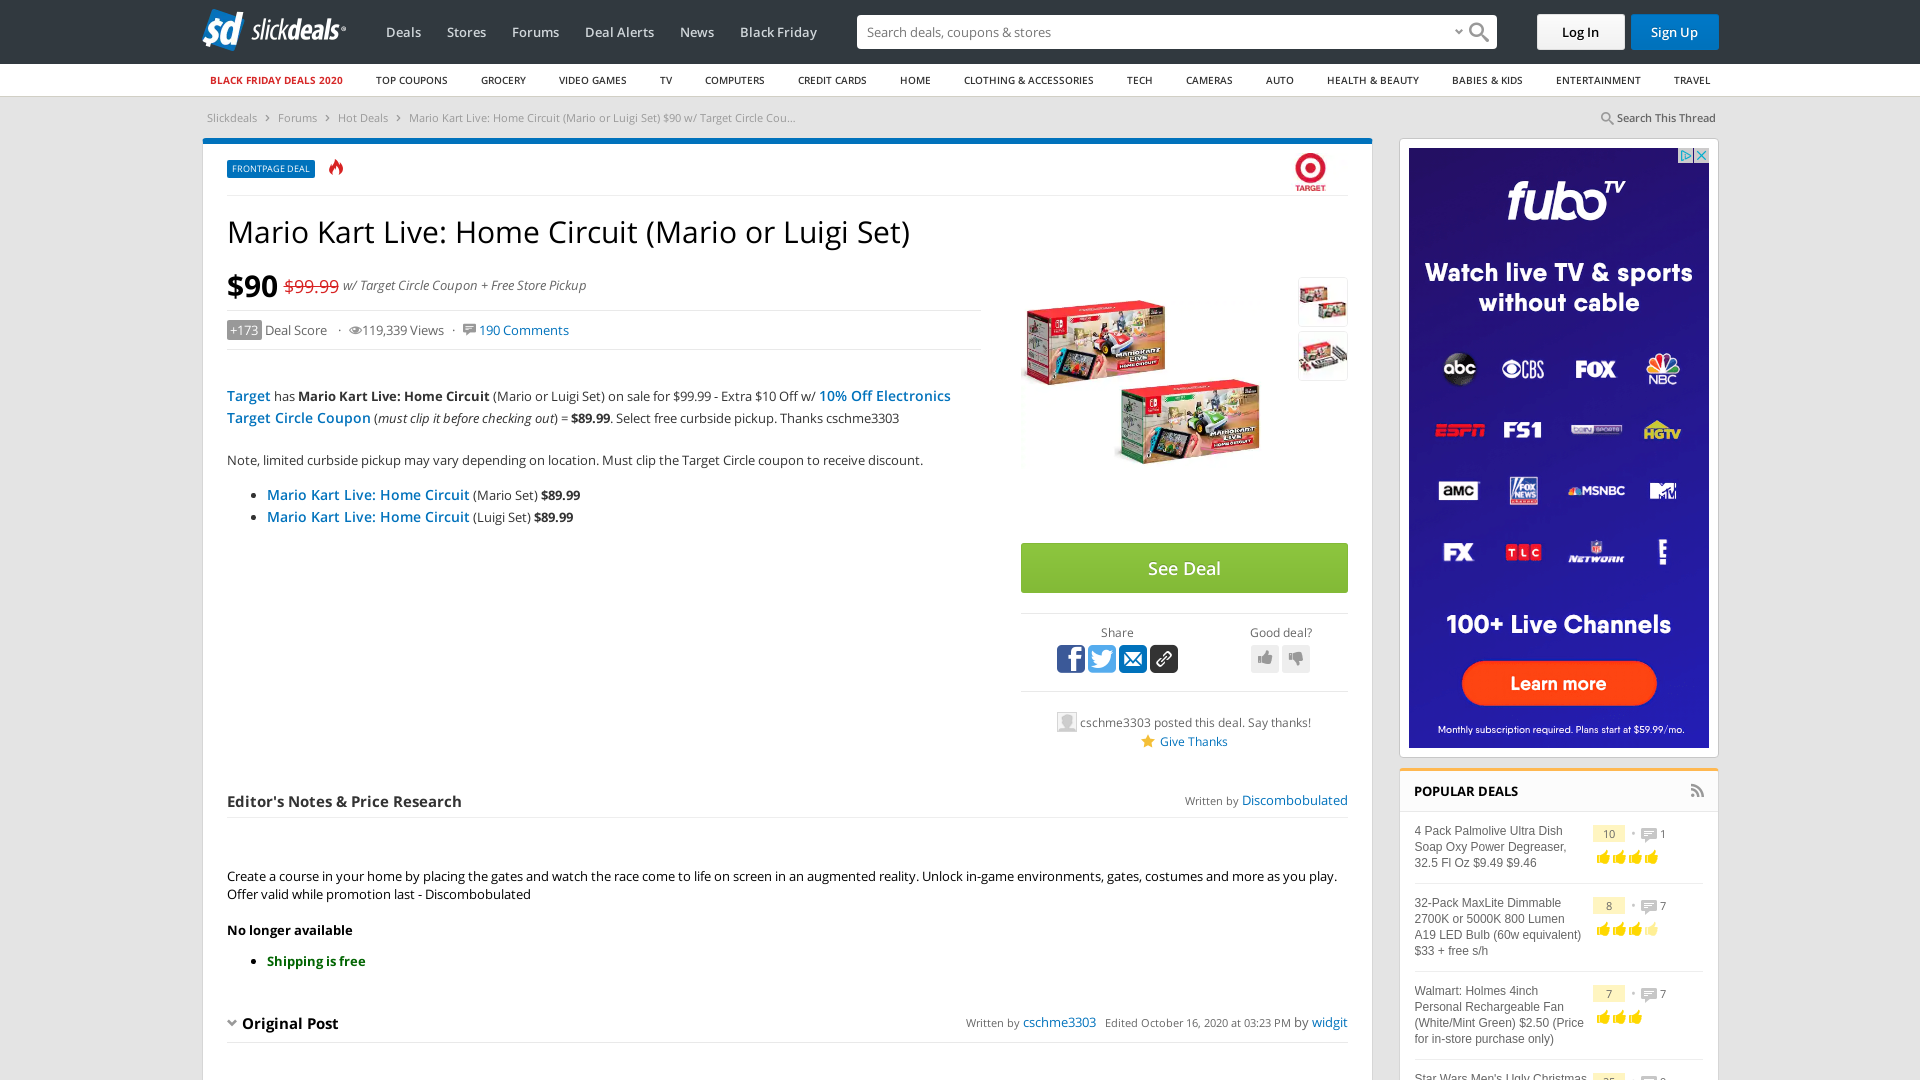 slickdeals
Deals
Stores
Forums
Deal Alerts
News
Black Friday
Search deals, coupons & stores
Log In
Sign Up
BLACK FRIDAY DEALS 2020
TOP COUPONS
GROCERY
VIDEO GAMES
TV
COMPUTERS
CREDIT CARDS
HOME
CLOTHING & ACCESSORIES
TECH
CAMERAS
AUTO
HEALTH & BEAUTY
BABIES & KIDS
ENTERTAINMENT
TRAVEL
Slickdeals › Forums › Hot Deals › Mario Kart Live: Home Circuit (Mario or Luigi Set) $90 w/ Target Circle Cou...
Search This Thread
FRONTPAGE DEAL
TARGET
Mario Kart Live: Home Circuit (Mario or Luigi Set)
$90 $99.99 w/ Target Circle Coupon + Free Store Pickup
+173 Deal Score · 119,339 Views · 190 Comments
Target has Mario Kart Live: Home Circuit (Mario or Luigi Set) on sale for $99.99 - Extra $10 Off w/ 10% Off Electronics
Target Circle Coupon (must clip it before checking out) = $89.99. Select free curbside pickup. Thanks cschme3303
Note, limited curbside pickup may vary depending on location. Must clip the Target Circle coupon to receive discount.
Mario Kart Live: Home Circuit (Mario Set) $89.99
Mario Kart Live: Home Circuit (Luigi Set) $89.99
MARIOKART
LIVE
HOME CIRCUIT
MARIOKART
LIVE
HOME CIRCUIT
See Deal
Share
Good deal?
cschme3303 posted this deal. Say thanks!
Give Thanks
Editor's Notes & Price Research
Written by Discombobulated
Create a course in your home by placing the gates and watch the race come to life on screen in an augmented reality. Unlock in-game environments, gates, costumes and more as you play.
Offer valid while promotion last - Discombobulated
No longer available
Shipping is free
Original Post
Written by cschme3303 Edited October 16, 2020 at 03:23 PM by widgit
fuboTV
Watch live TV & sports
without cable
abc CBS FOX NBC
ESPN FS1 beIN SPORTS HGTV
AMC FOX NEWS MSNBC MTV
FX TLC NFL NETWORK E!
100+ Live Channels
Learn more
Monthly subscription required. Plans start at $59.99/mo.
POPULAR DEALS
4 Pack Palmolive Ultra Dish
Soap Oxy Power Degreaser,
32.5 Fl Oz $9.49 $9.46
10 • 1
32-Pack MaxLite Dimmable
2700K or 5000K 800 Lumen
A19 LED Bulb (60w equivalent)
$33 + free s/h
8 • 7
Walmart: Holmes 4inch
Personal Rechargeable Fan
(White/Mint Green) $2.50 (Price
for in-store purchase only)
7 • 7
Star Wars Men's Ugly Christmas